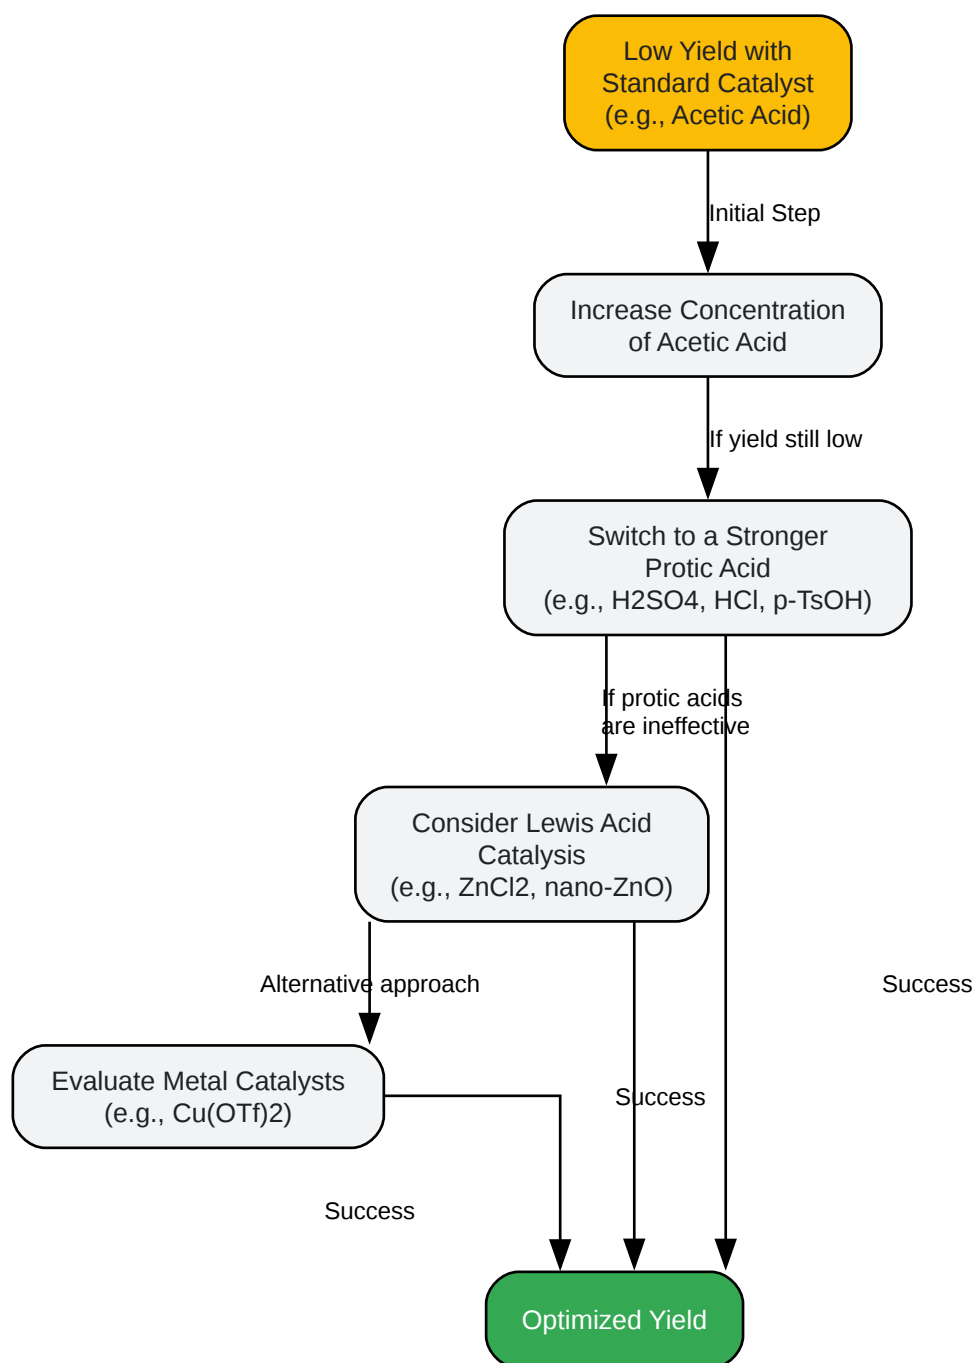 Low Yield with
Standard Catalyst
(e.g., Acetic Acid)
Initial Step
Increase Concentration
of Acetic Acid
If yield still low
Switch to a Stronger
Protic Acid
(e.g., H2SO4, HCl, p-TsOH)
If protic acids
are ineffective
Consider Lewis Acid
Catalysis
(e.g., ZnCl2, nano-ZnO)
Alternative approach
Success
Evaluate Metal Catalysts
(e.g., Cu(OTf)2)
Success
Success
Optimized Yield